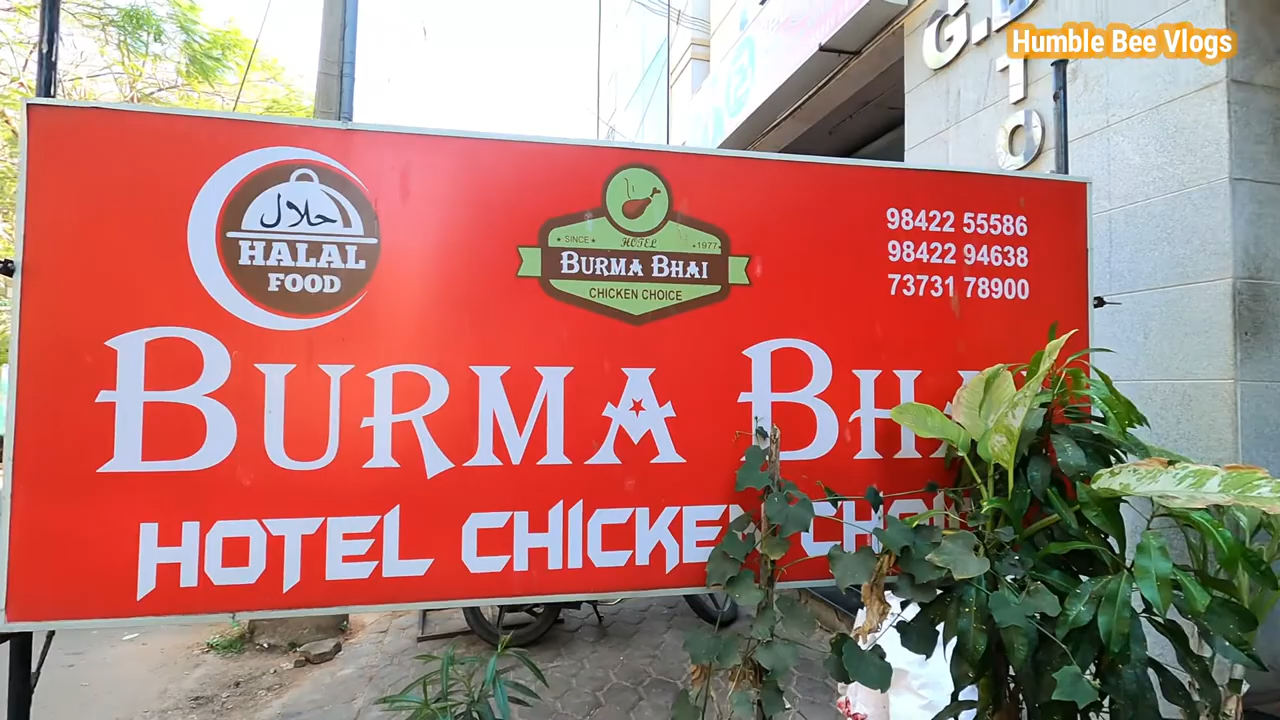 Humble Bee Vlogs
G.D
T
O
حلال
HALAL
FOOD
SINCE
1977
HOTEL
BURMA BHAI
CHICKEN CHOICE
98422 55586
98422 94638
73731 78900
BURMA
HOTEL CHICKEN